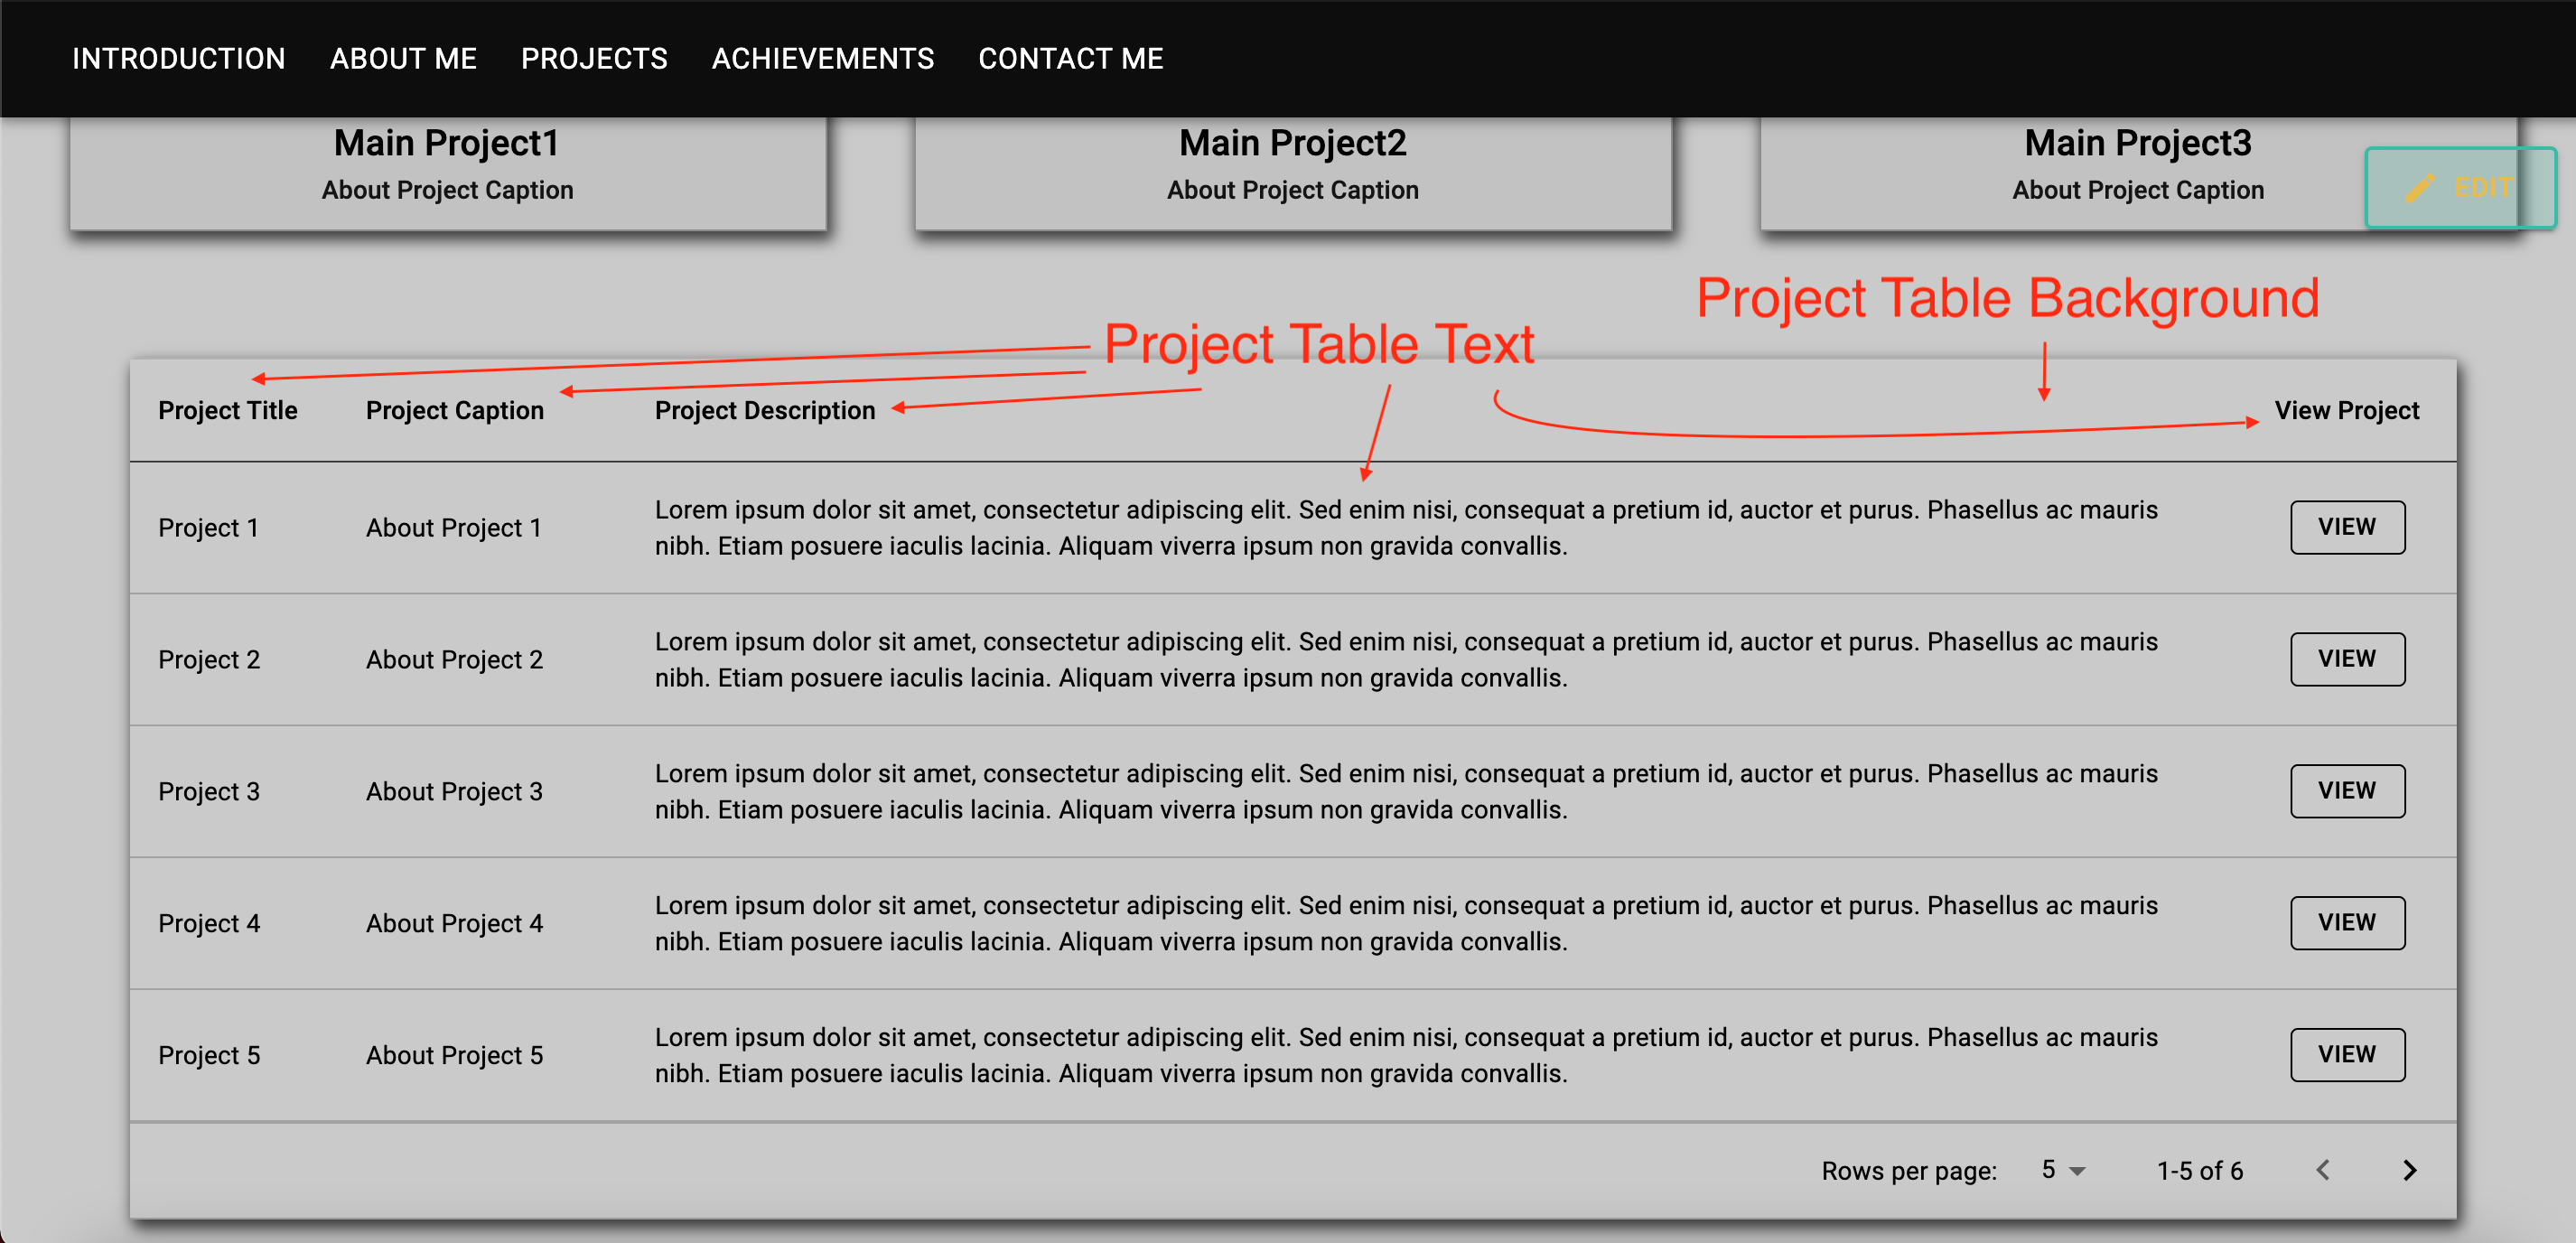 INTRODUCTION ABOUT ME PROJECTS ACHIEVEMENTS CONTACT ME
Main Project1 Main Project2 Main Project3
About Project Caption About Project Caption About Project Caption
EDIT
Project Table Background
Project Table Text
Project Title Project Caption Project Description View Project
Lorem ipsum dolor sit amet, consectetur adipiscing elit. Sed enim nisi, consequat a pretium id, auctor et purus. Phasellus ac mauris
Project 1 About Project 1 VIEW
nibh. Etiam posuere iaculis lacinia. Aliquam viverra ipsum non gravida convallis.
Lorem ipsum dolor sit amet, consectetur adipiscing elit. Sed enim nisi, consequat a pretium id, auctor et purus. Phasellus ac mauris
Project 2 About Project 2 VIEW
nibh. Etiam posuere iaculis lacinia. Aliquam viverra ipsum non gravida convallis.
Lorem ipsum dolor sit amet, consectetur adipiscing elit. Sed enim nisi, consequat a pretium id, auctor et purus. Phasellus ac mauris
Project 3 About Project 3 VIEW
nibh. Etiam posuere iaculis lacinia. Aliquam viverra ipsum non gravida convallis.
Lorem ipsum dolor sit amet, consectetur adipiscing elit. Sed enim nisi, consequat a pretium id, auctor et purus. Phasellus ac mauris
Project 4 About Project 4 VIEW
nibh. Etiam posuere iaculis lacinia. Aliquam viverra ipsum non gravida convallis.
Lorem ipsum dolor sit amet, consectetur adipiscing elit. Sed enim nisi, consequat a pretium id, auctor et purus. Phasellus ac mauris
Project 5 About Project 5 VIEW
nibh. Etiam posuere iaculis lacinia. Aliquam viverra ipsum non gravida convallis.
Rows per page: 5 1-5 of 6